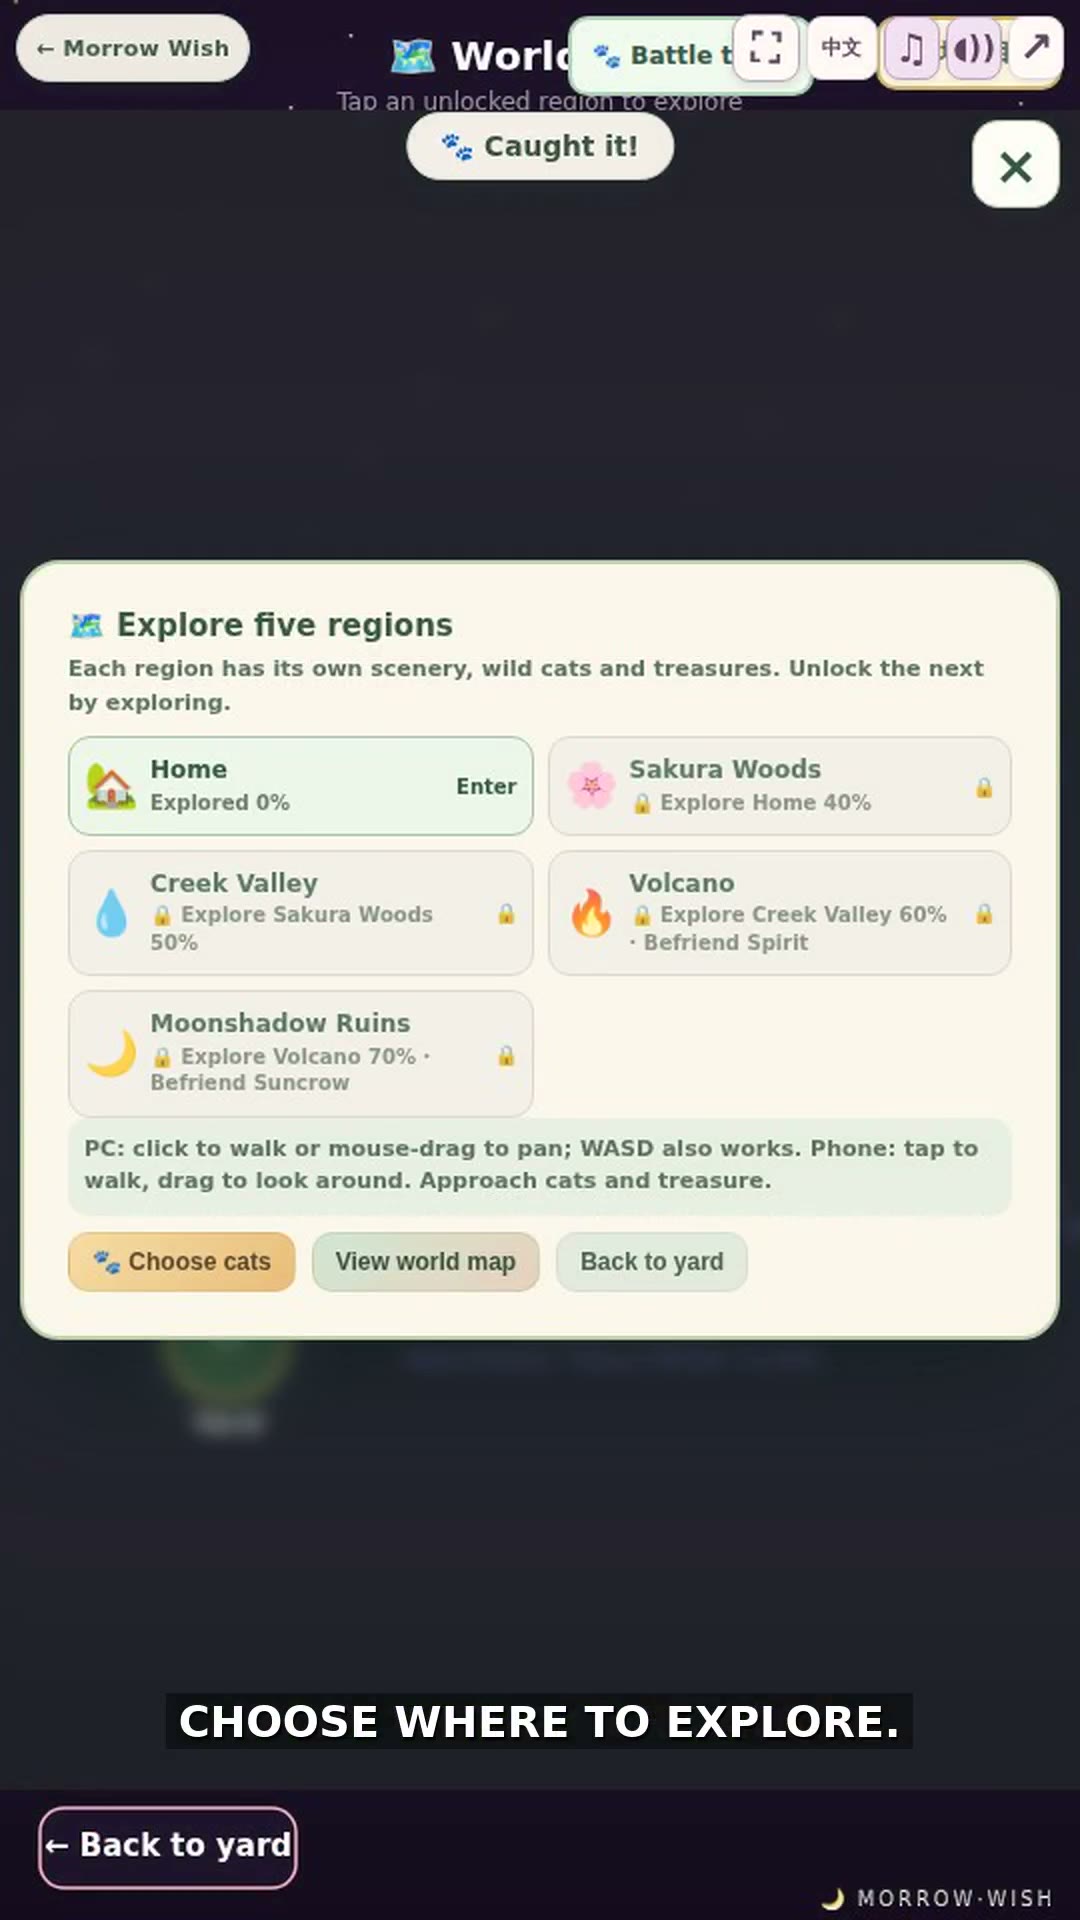 ← Morrow Wish
🗺️ World
🐾 Battle t
中文
Tap an unlocked region to explore
🐾 Caught it!
🗺️ Explore five regions
Each region has its own scenery, wild cats and treasures. Unlock the next
by exploring.
Home
Explored 0%
Enter
Sakura Woods
🔒 Explore Home 40%
Creek Valley
🔒 Explore Sakura Woods
50%
Volcano
🔒 Explore Creek Valley 60%
· Befriend Spirit
Moonshadow Ruins
🔒 Explore Volcano 70% ·
Befriend Suncrow
PC: click to walk or mouse-drag to pan; WASD also works. Phone: tap to
walk, drag to look around. Approach cats and treasure.
🐾 Choose cats
View world map
Back to yard
CHOOSE WHERE TO EXPLORE.
← Back to yard
🌙 MORROW·WISH